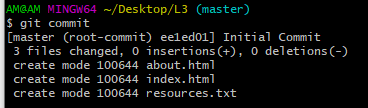 AM@AM MINGW64 ~/Desktop/L3 (master)
$ git commit
[master (root-commit) ee1ed01] Initial Commit
 3 files changed, 0 insertions(+), 0 deletions(-)
 create mode 100644 about.html
 create mode 100644 index.html
 create mode 100644 resources.txt